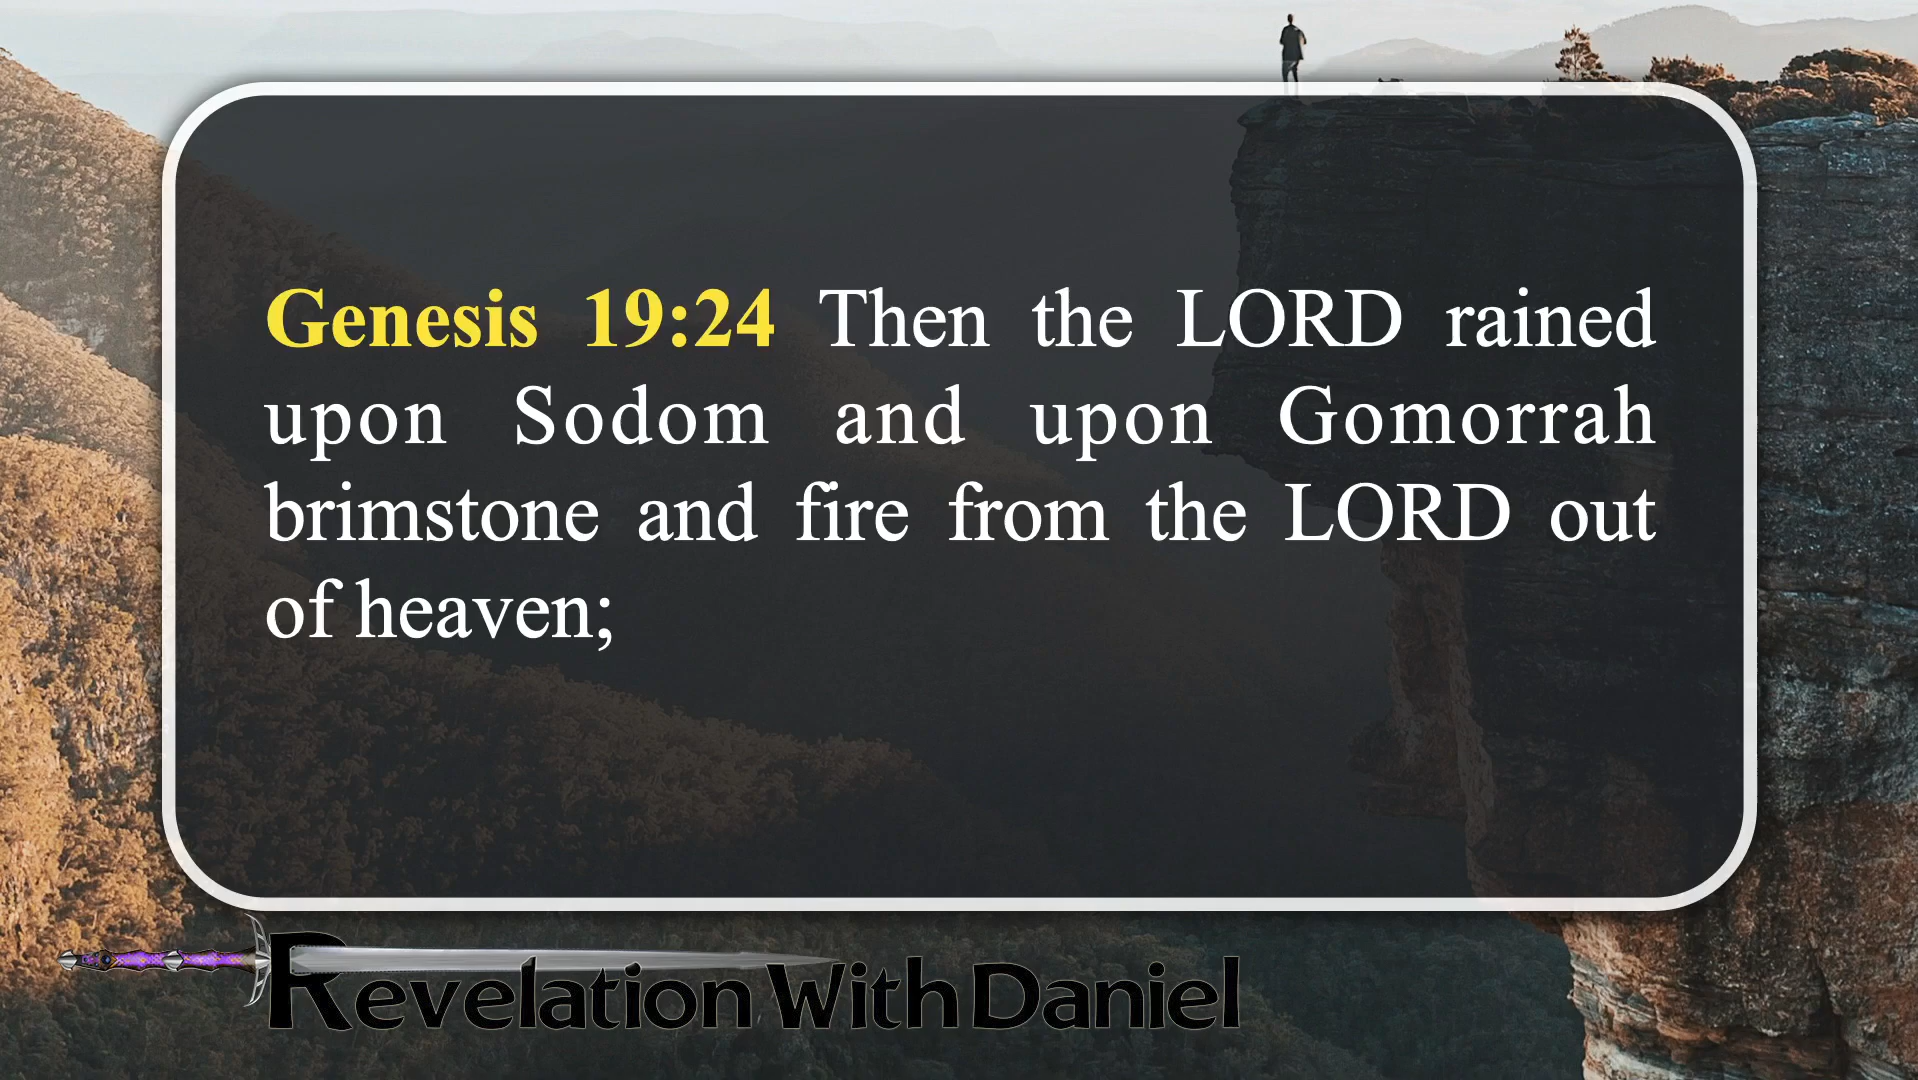 Genesis 19:24 Then the LORD rained
upon Sodom and upon Gomorrah
brimstone and fire from the LORD out
of heaven;
Revelation With Daniel